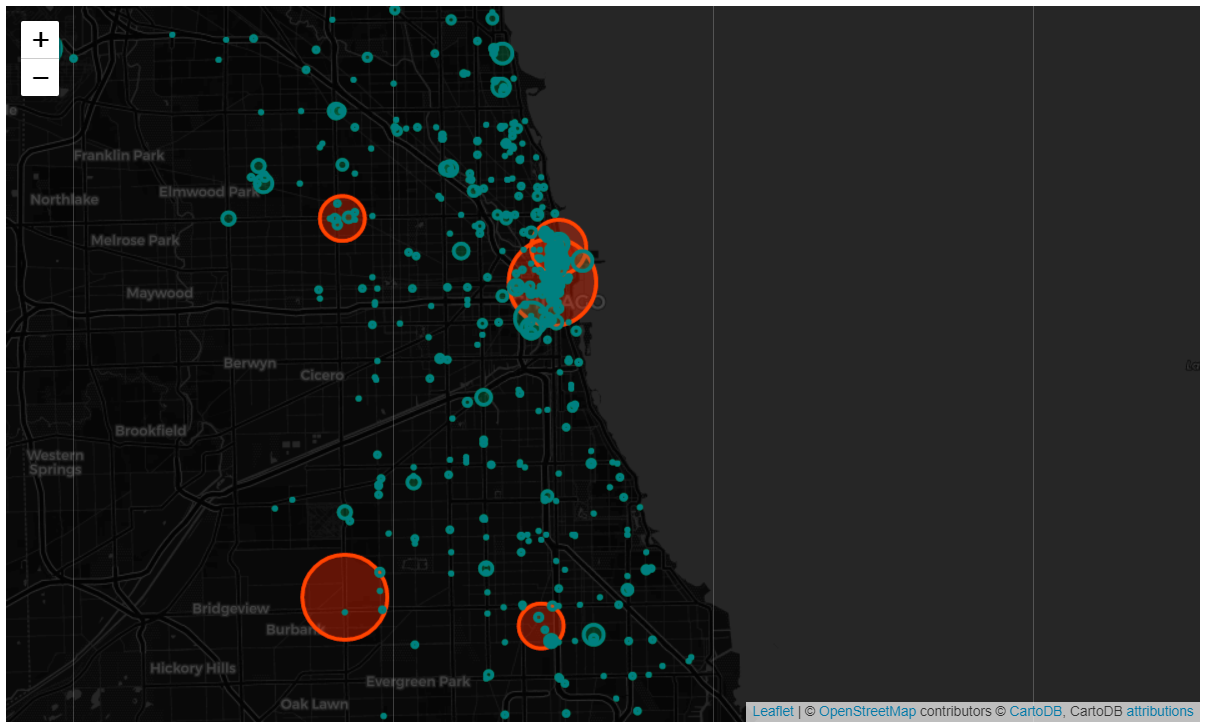 +
−
Franklin Park
Northlake
Elmwood Park
Melrose Park
Maywood
Berwyn
Cicero
Brookfield
Western
Springs
Bridgeview
Burbank
Hickory Hills
Evergreen Park
Oak Lawn
Leaflet | © OpenStreetMap contributors © CartoDB, CartoDB attributions